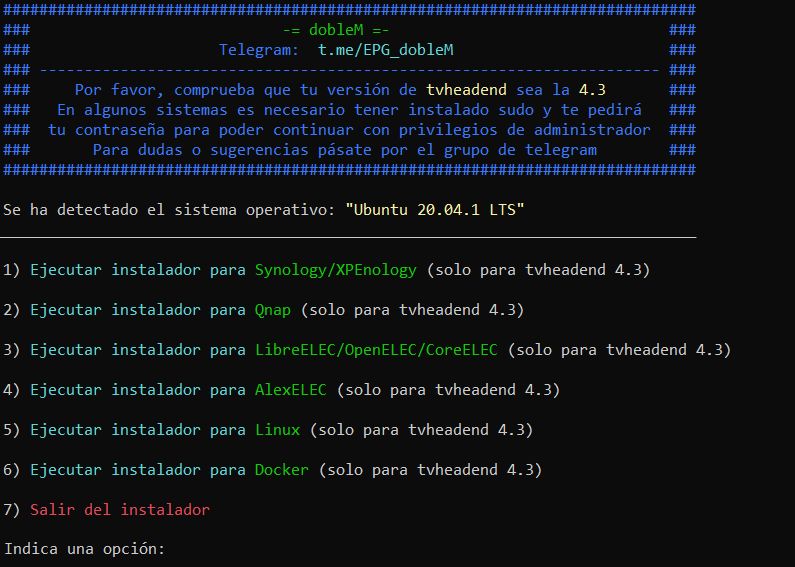 #############################################################################
### -= dobleM =- ###
### Telegram: t.me/EPG_dobleM ###
### --------------------------------------------------------------------- ###
### Por favor, comprueba que tu versión de tvheadend sea la 4.3 ###
### En algunos sistemas es necesario tener instalado sudo y te pedirá ###
### tu contraseña para poder continuar con privilegios de administrador ###
### Para dudas o sugerencias pásate por el grupo de telegram ###
#############################################################################
Se ha detectado el sistema operativo: "Ubuntu 20.04.1 LTS"
_____________________________________________________________________________
1) Ejecutar instalador para Synology/XPEnology (solo para tvheadend 4.3)
2) Ejecutar instalador para Qnap (solo para tvheadend 4.3)
3) Ejecutar instalador para LibreELEC/OpenELEC/CoreELEC (solo para tvheadend 4.3)
4) Ejecutar instalador para AlexELEC (solo para tvheadend 4.3)
5) Ejecutar instalador para Linux (solo para tvheadend 4.3)
6) Ejecutar instalador para Docker (solo para tvheadend 4.3)
7) Salir del instalador
Indica una opción: